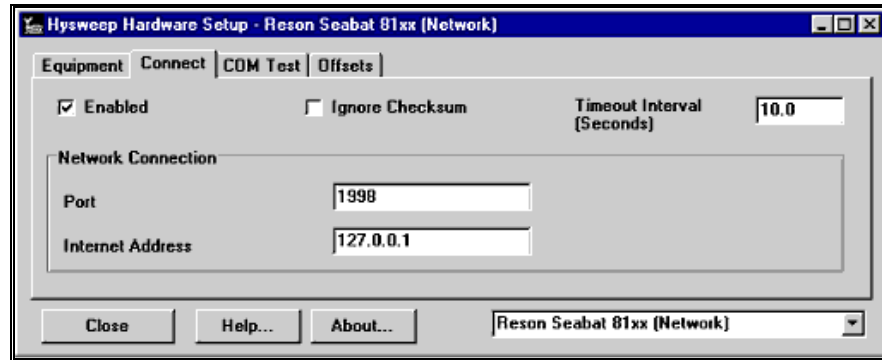 Hysweep Hardware Setup - Reson Seabat 81xx (Network)
Equipment Connect COM Test Offsets
Enabled Ignore Checksum Timeout Interval (Seconds) 10.0
Network Connection
Port 1998
Internet Address 127.0.0.1
Close Help... About... Reson Seabat 81xx (Network)